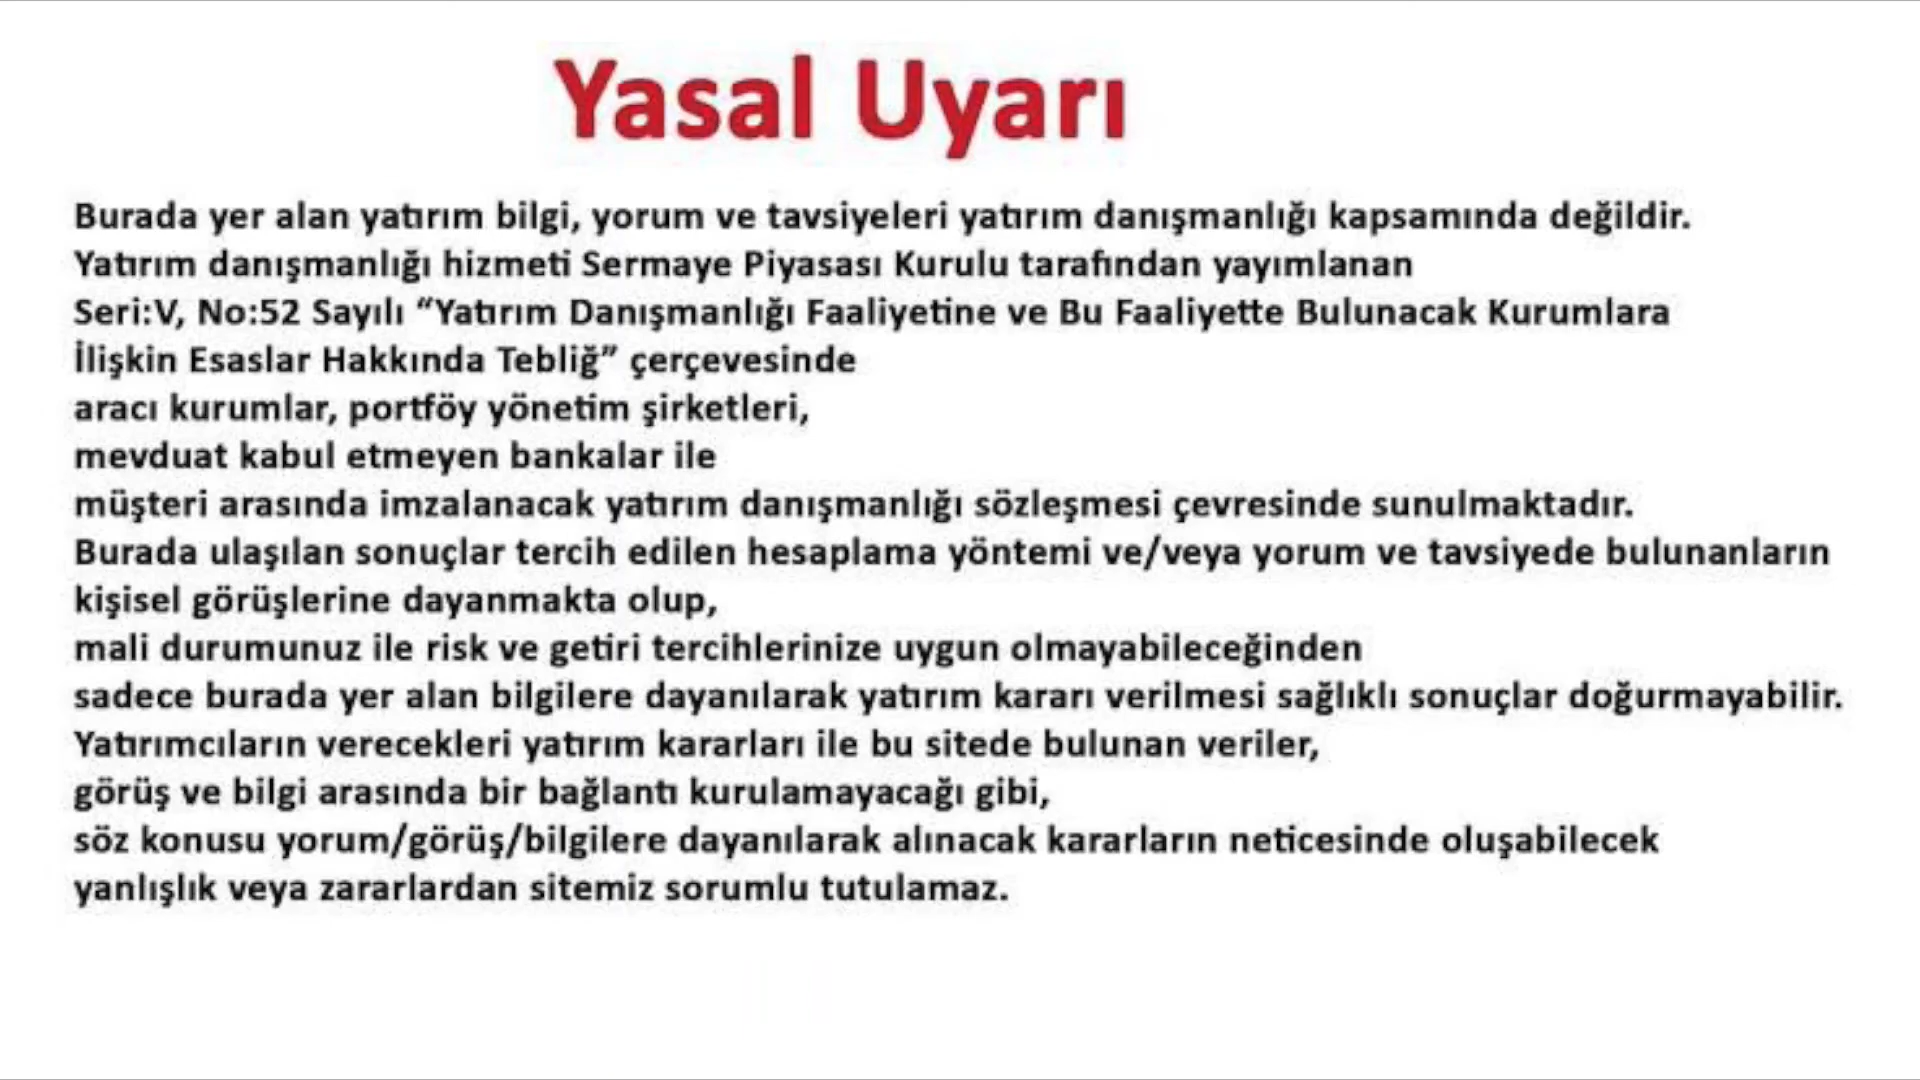 Yasal Uyarı
Burada yer alan yatırım bilgi, yorum ve tavsiyeleri yatırım danışmanlığı kapsamında değildir.
Yatırım danışmanlığı hizmeti Sermaye Piyasası Kurulu tarafından yayımlanan
Seri:V, No:52 Sayılı “Yatırım Danışmanlığı Faaliyetine ve Bu Faaliyette Bulunacak Kurumlara
İlişkin Esaslar Hakkında Tebliğ” çerçevesinde
aracı kurumlar, portföy yönetim şirketleri,
mevduat kabul etmeyen bankalar ile
müşteri arasında imzalanacak yatırım danışmanlığı sözleşmesi çevresinde sunulmaktadır.
Burada ulaşılan sonuçlar tercih edilen hesaplama yöntemi ve/veya yorum ve tavsiyede bulunanların
kişisel görüşlerine dayanmakta olup,
mali durumunuz ile risk ve getiri tercihlerinize uygun olmayabileceğinden
sadece burada yer alan bilgilere dayanılarak yatırım kararı verilmesi sağlıklı sonuçlar doğurmayabilir.
Yatırımcıların verecekleri yatırım kararları ile bu sitede bulunan veriler,
görüş ve bilgi arasında bir bağlantı kurulamayacağı gibi,
söz konusu yorum/görüş/bilgilere dayanılarak alınacak kararların neticesinde oluşabilecek
yanlışlık veya zararlardan sitemiz sorumlu tutulamaz.